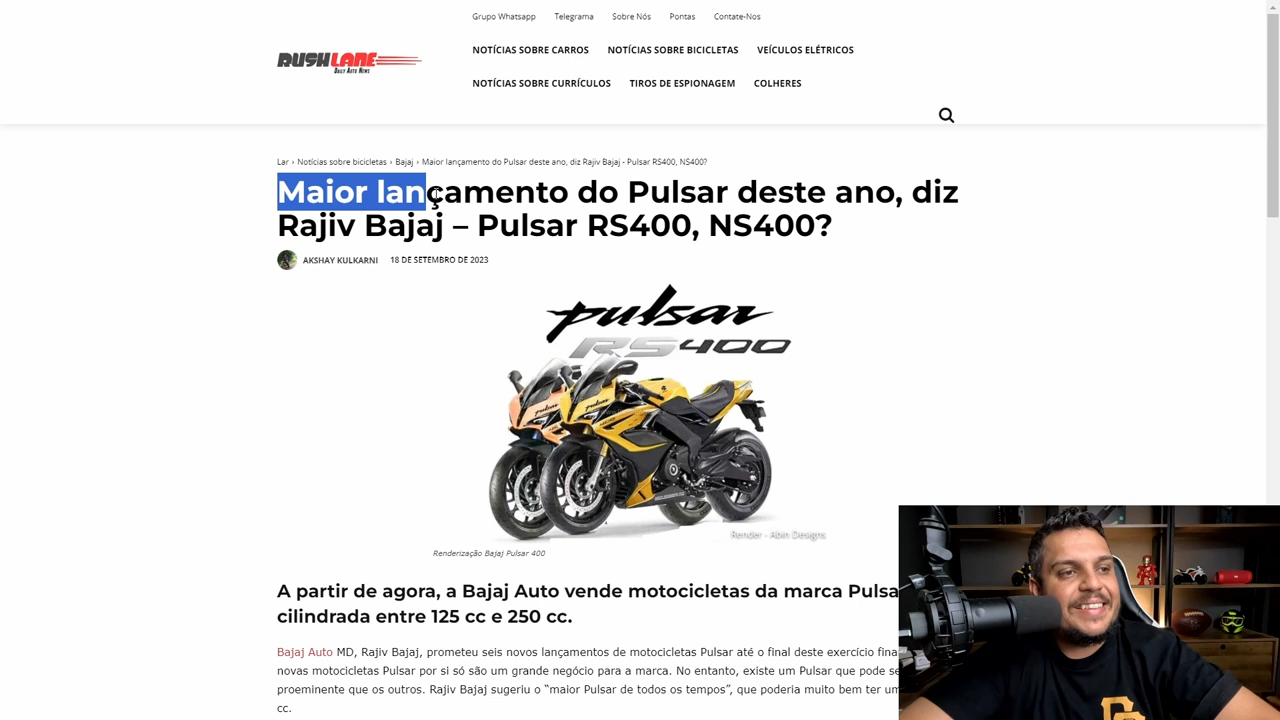 Grupo Whatsapp Telegrama Sobre Nós Pontas Contate-Nos
RUSHLANE
DAILY AUTO NEWS
NOTÍCIAS SOBRE CARROS NOTÍCIAS SOBRE BICICLETAS VEÍCULOS ELÉTRICOS
NOTÍCIAS SOBRE CURRÍCULOS TIROS DE ESPIONAGEM COLHERES
Lar › Notícias sobre bicicletas › Bajaj › Maior lançamento do Pulsar deste ano, diz Rajiv Bajaj - Pulsar RS400, NS400?
Maior lançamento do Pulsar deste ano, diz
Rajiv Bajaj – Pulsar RS400, NS400?
AKSHAY KULKARNI 18 DE SETEMBRO DE 2023
pulsar
RS400
pulsar
pulsar
Render - Abin Designs
Renderização Bajaj Pulsar 400
A partir de agora, a Bajaj Auto vende motocicletas da marca Pulsa
cilindrada entre 125 cc e 250 cc.
Bajaj Auto MD, Rajiv Bajaj, prometeu seis novos lançamentos de motocicletas Pulsar até o final deste exercício fina
novas motocicletas Pulsar por si só são um grande negócio para a marca. No entanto, existe um Pulsar que pode se
proeminente que os outros. Rajiv Bajaj sugeriu o “maior Pulsar de todos os tempos”, que poderia muito bem ter um
cc.